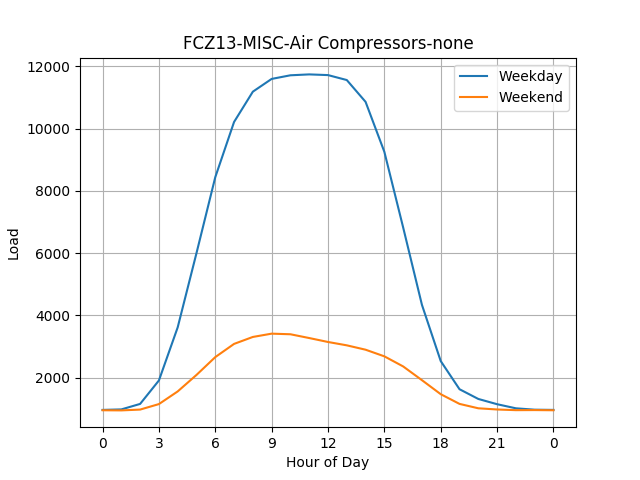 FCZ13-MISC-Air Compressors-none
12000
10000
8000
6000
4000
2000
Load
Weekday
Weekend
0 3 6 9 12 15 18 21 0
Hour of Day